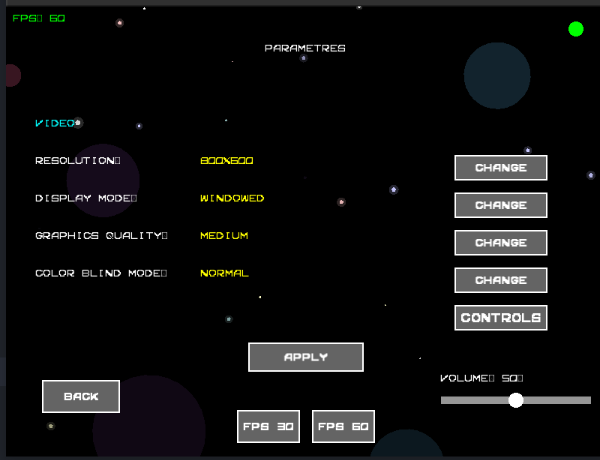 FPS▯ 60
PARAMETRES
VIDEO
RESOLUTION▯ 800X600 CHANGE
DISPLAY MODE▯ WINDOWED CHANGE
GRAPHICS QUALITY▯ MEDIUM CHANGE
COLOR BLIND MODE▯ NORMAL CHANGE
CONTROLS
APPLY
VOLUME▯ 50▯
BACK
FPS 30 FPS 60